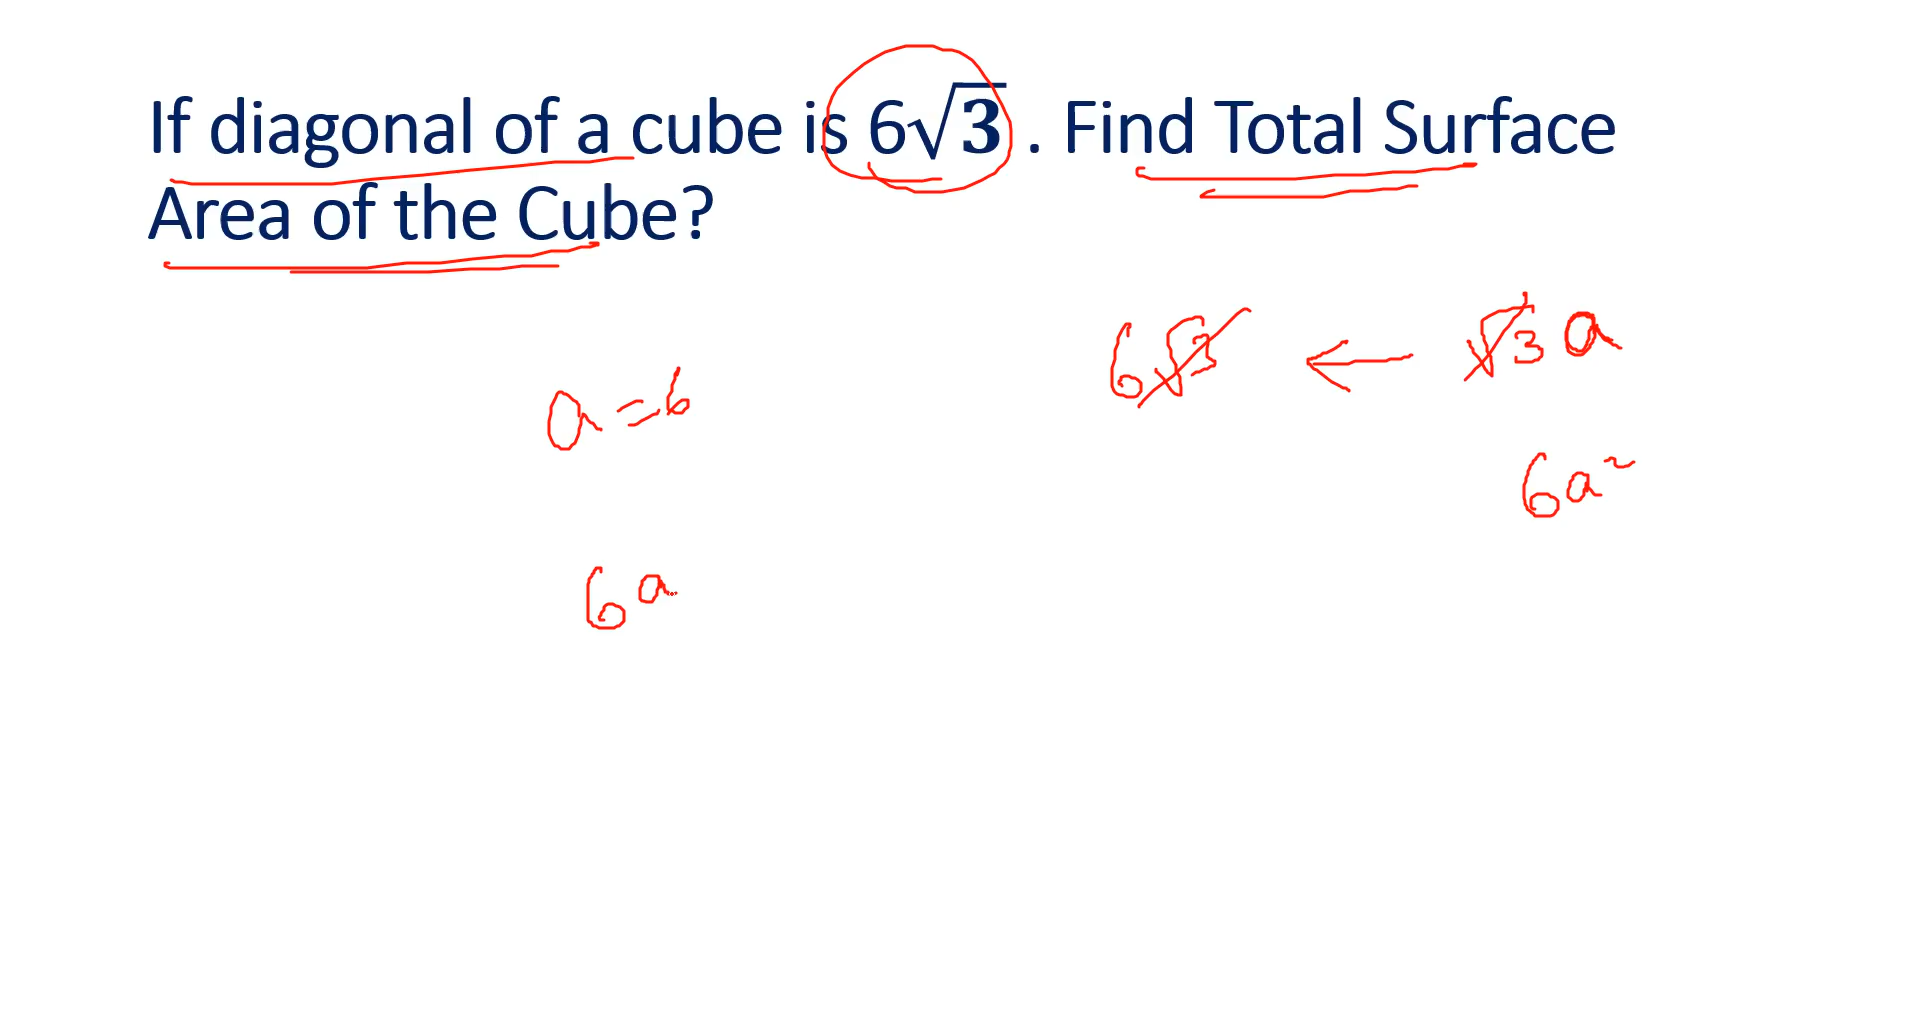 If diagonal of a cube is 6√3 . Find Total Surface
Area of the Cube?
6√3 ← √3 a
a = 6
6a²
6a